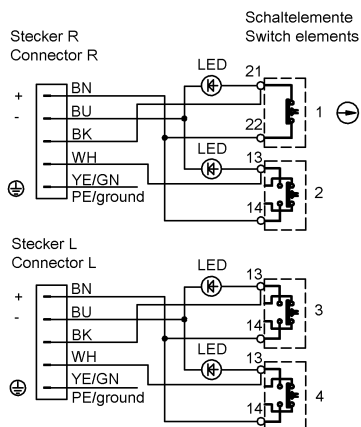 Schaltelemente
Switch elements
Stecker R
Connector R
LED
21
+
BN
-
BU
1
BK
22
LED
13
WH
2
YE/GN
PE/ground
14
Stecker L
Connector L
LED
13
+
BN
3
-
BU
14
BK
LED
13
WH
YE/GN
4
PE/ground
14